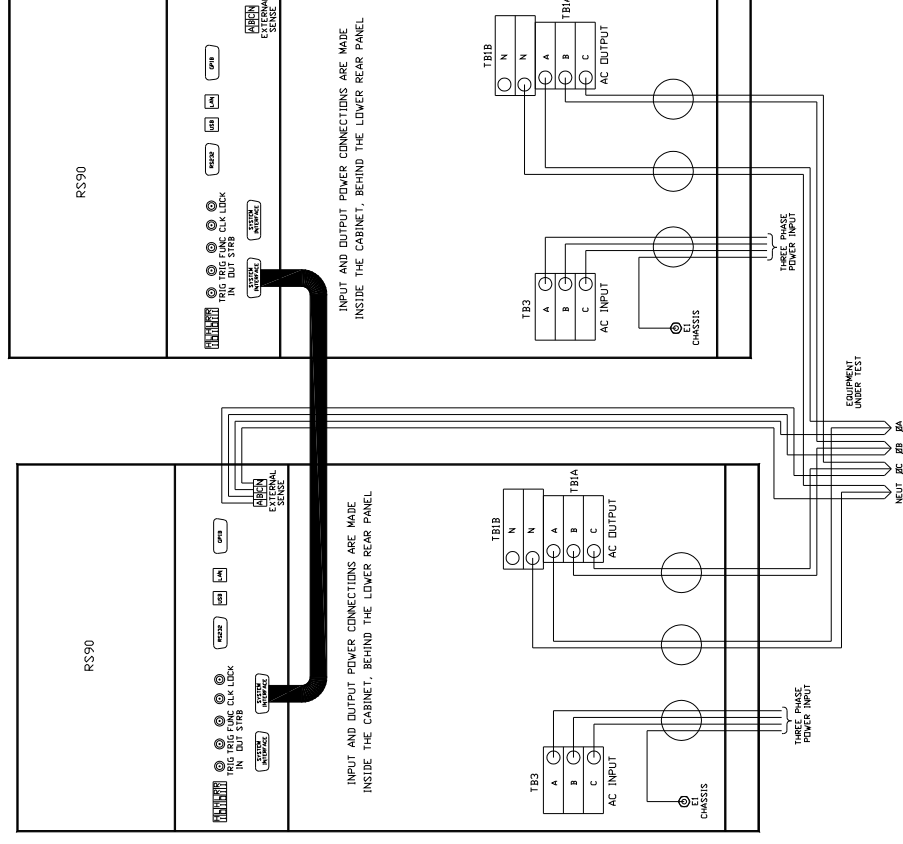 RS90
TRIG TRIG FUNC CLK LOCK
IN OUT STRB
RS232
USB
LAN
GPIB
SYSTEM
INTERFACE
SYSTEM
INTERFACE
A B C N
EXTERNAL
SENSE
INPUT AND OUTPUT POWER CONNECTIONS ARE MADE
INSIDE THE CABINET, BEHIND THE LOWER REAR PANEL
TB3
A
B
C
AC INPUT
TB1B
N
N
TB1A
A
B
C
AC OUTPUT
E1
CHASSIS
THREE PHASE
POWER INPUT
RS90
TRIG TRIG FUNC CLK LOCK
IN OUT STRB
RS232
USB
LAN
GPIB
SYSTEM
INTERFACE
SYSTEM
INTERFACE
A B C N
EXTERNAL
SENSE
INPUT AND OUTPUT POWER CONNECTIONS ARE MADE
INSIDE THE CABINET, BEHIND THE LOWER REAR PANEL
TB3
A
B
C
AC INPUT
TB1B
N
N
TB1A
A
B
C
AC OUTPUT
E1
CHASSIS
THREE PHASE
POWER INPUT
EQUIPMENT
UNDER TEST
NEUT ØC ØB ØA